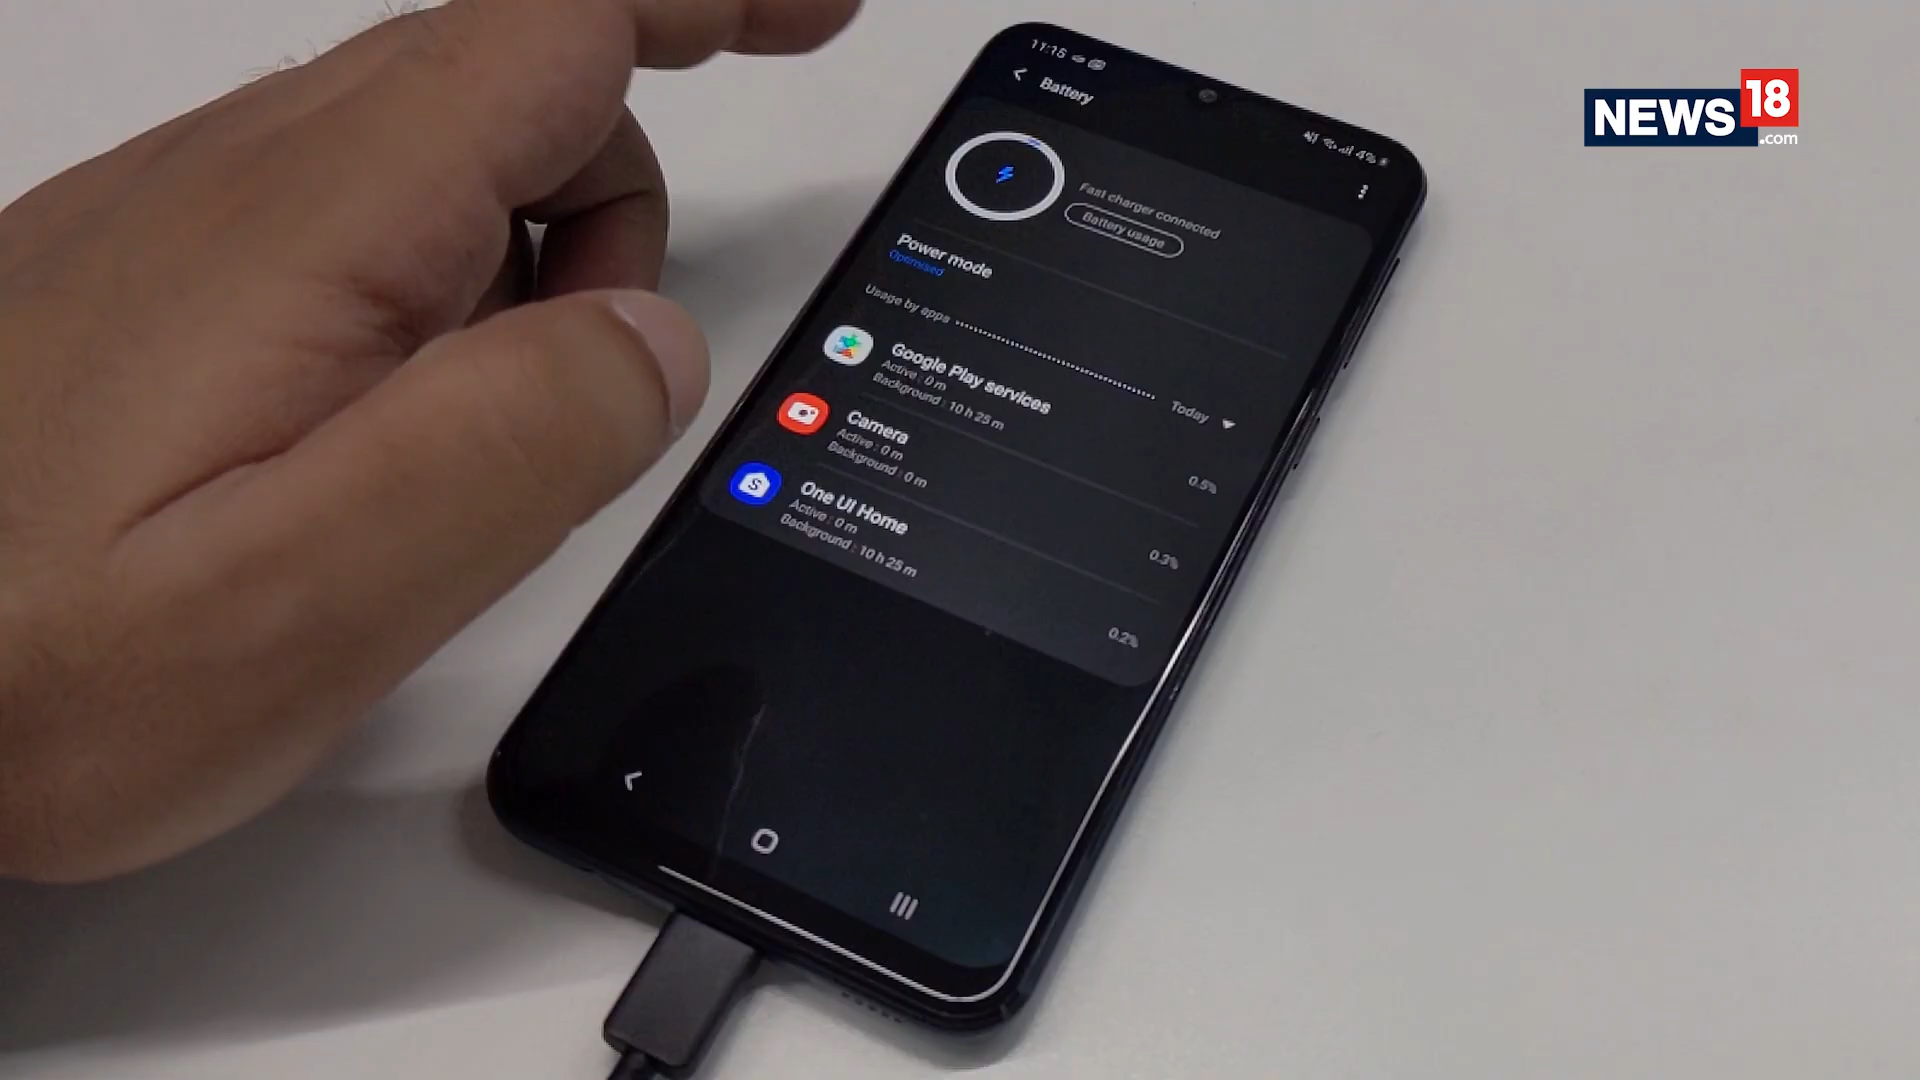 11:15
4%
Battery
Fast charger connected
Battery usage
Power mode
Optimised
Usage by apps
Today
Google Play services
Active : 0 m
Background : 10 h 25 m
0.5%
Camera
Active : 0 m
Background : 0 m
0.3%
One UI Home
Active : 0 m
Background : 10 h 25 m
0.2%
NEWS18
.com